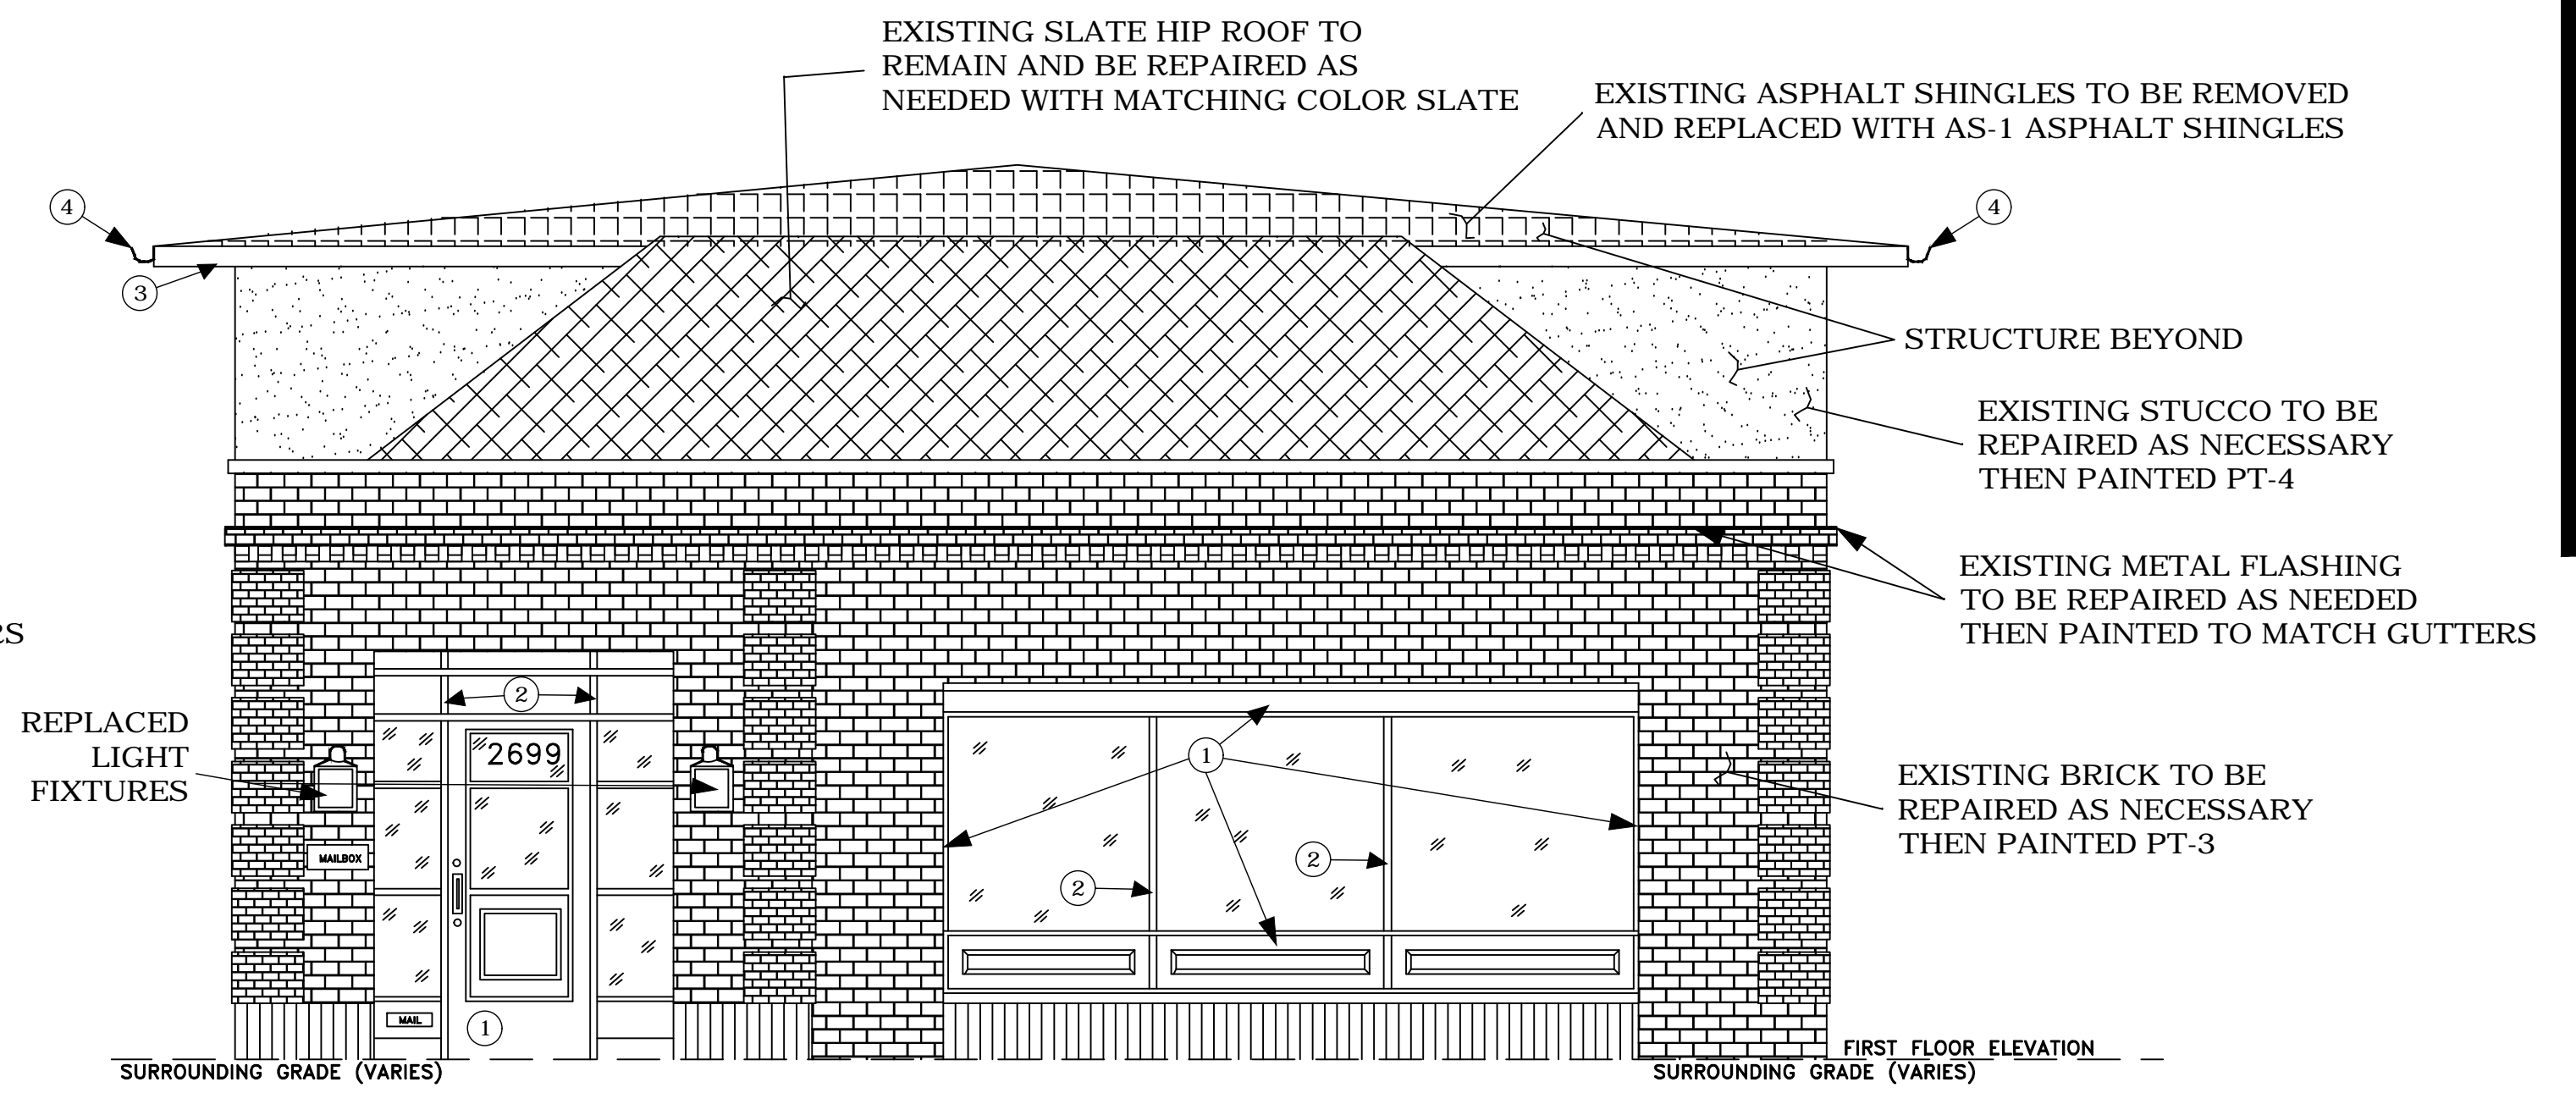 EXISTING SLATE HIP ROOF TO
REMAIN AND BE REPAIRED AS
NEEDED WITH MATCHING COLOR SLATE
EXISTING ASPHALT SHINGLES TO BE REMOVED
AND REPLACED WITH AS-1 ASPHALT SHINGLES
4
4
3
STRUCTURE BEYOND
EXISTING STUCCO TO BE
REPAIRED AS NECESSARY
THEN PAINTED PT-4
EXISTING METAL FLASHING
TO BE REPAIRED AS NEEDED
THEN PAINTED TO MATCH GUTTERS
RS
2
REPLACED
LIGHT
FIXTURES
2699
1
EXISTING BRICK TO BE
REPAIRED AS NECESSARY
THEN PAINTED PT-3
MAILBOX
2
2
MAIL
1
FIRST FLOOR ELEVATION
SURROUNDING GRADE (VARIES)
SURROUNDING GRADE (VARIES)